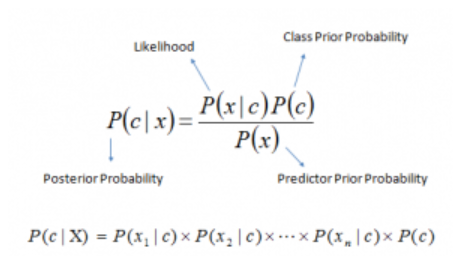 Likelihood
Class Prior Probability
P(c | x) = P(x | c)P(c) / P(x)
Posterior Probability
Predictor Prior Probability
P(c | X) = P(x₁ | c) × P(x₂ | c) × ⋯ × P(xₙ | c) × P(c)